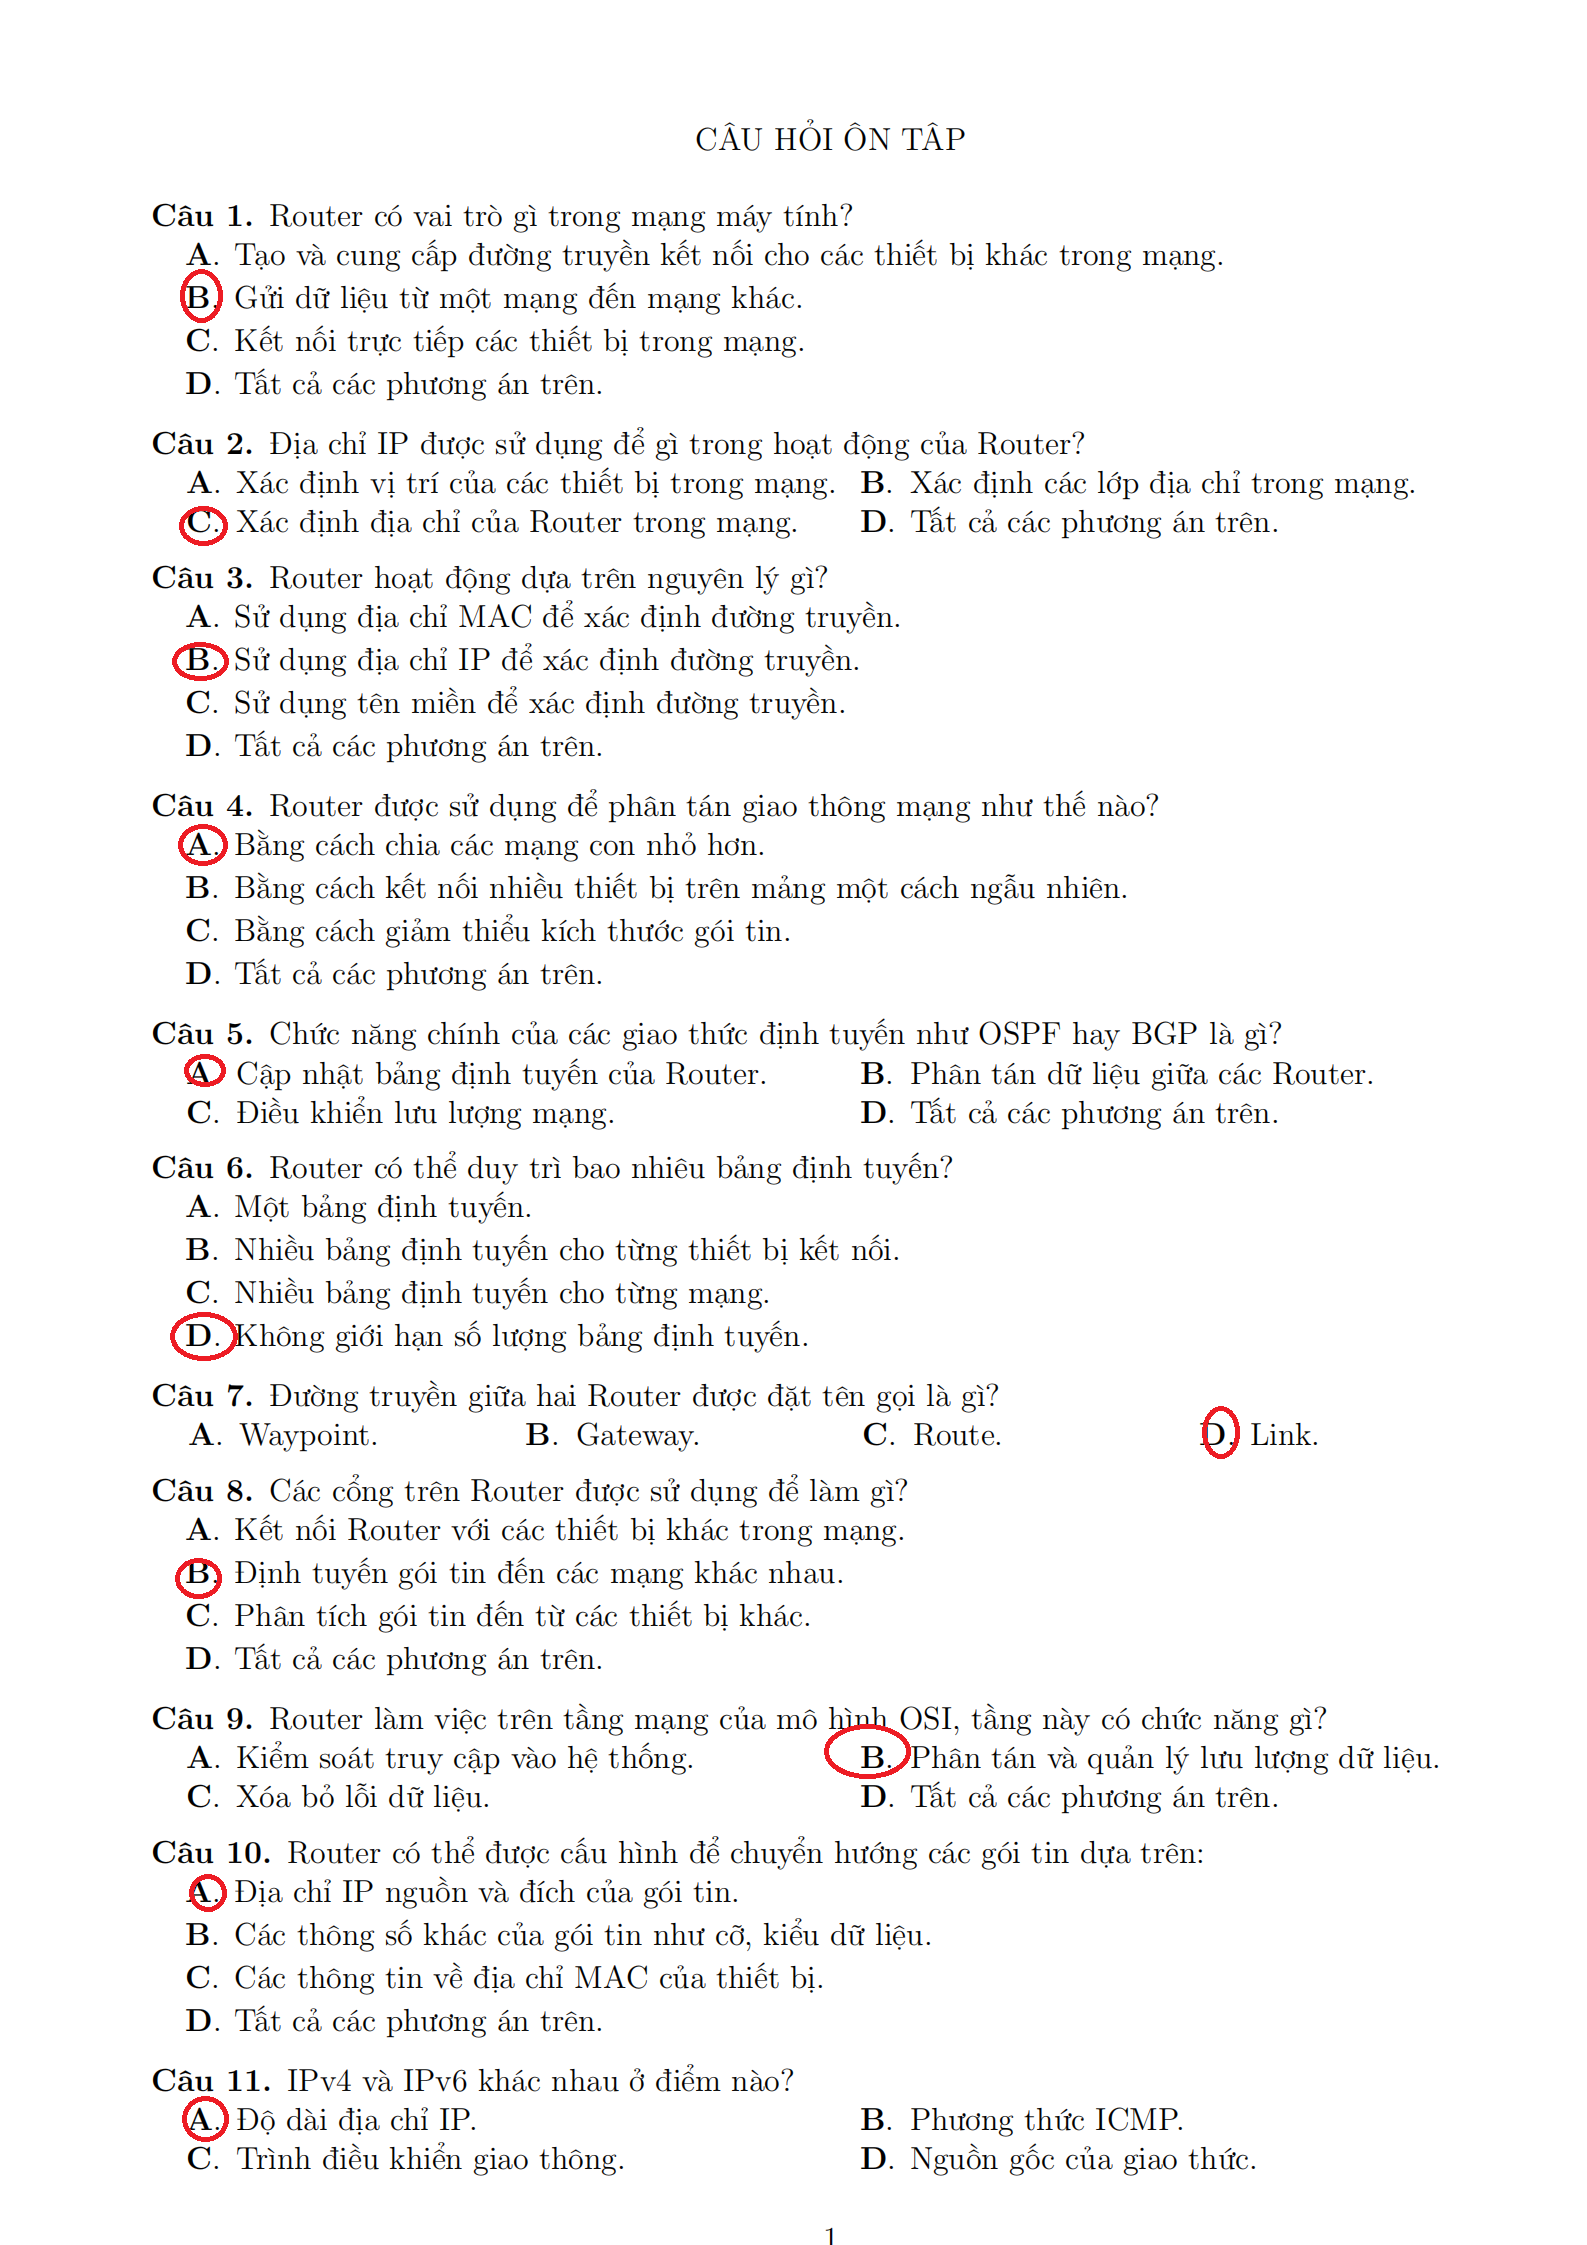 CÂU HỎI ÔN TẬP
Câu 1. Router có vai trò gì trong mạng máy tính?
A. Tạo và cung cấp đường truyền kết nối cho các thiết bị khác trong mạng.
B. Gửi dữ liệu từ một mạng đến mạng khác.
C. Kết nối trực tiếp các thiết bị trong mạng.
D. Tất cả các phương án trên.
Câu 2. Địa chỉ IP được sử dụng để gì trong hoạt động của Router?
A. Xác định vị trí của các thiết bị trong mạng. B. Xác định các lớp địa chỉ trong mạng.
C. Xác định địa chỉ của Router trong mạng. D. Tất cả các phương án trên.
Câu 3. Router hoạt động dựa trên nguyên lý gì?
A. Sử dụng địa chỉ MAC để xác định đường truyền.
B. Sử dụng địa chỉ IP để xác định đường truyền.
C. Sử dụng tên miền để xác định đường truyền.
D. Tất cả các phương án trên.
Câu 4. Router được sử dụng để phân tán giao thông mạng như thế nào?
A. Bằng cách chia các mạng con nhỏ hơn.
B. Bằng cách kết nối nhiều thiết bị trên mảng một cách ngẫu nhiên.
C. Bằng cách giảm thiểu kích thước gói tin.
D. Tất cả các phương án trên.
Câu 5. Chức năng chính của các giao thức định tuyến như OSPF hay BGP là gì?
A. Cập nhật bảng định tuyến của Router. B. Phân tán dữ liệu giữa các Router.
C. Điều khiển lưu lượng mạng. D. Tất cả các phương án trên.
Câu 6. Router có thể duy trì bao nhiêu bảng định tuyến?
A. Một bảng định tuyến.
B. Nhiều bảng định tuyến cho từng thiết bị kết nối.
C. Nhiều bảng định tuyến cho từng mạng.
D. Không giới hạn số lượng bảng định tuyến.
Câu 7. Đường truyền giữa hai Router được đặt tên gọi là gì?
A. Waypoint. B. Gateway. C. Route. D. Link.
Câu 8. Các cổng trên Router được sử dụng để làm gì?
A. Kết nối Router với các thiết bị khác trong mạng.
B. Định tuyến gói tin đến các mạng khác nhau.
C. Phân tích gói tin đến từ các thiết bị khác.
D. Tất cả các phương án trên.
Câu 9. Router làm việc trên tầng mạng của mô hình OSI, tầng này có chức năng gì?
A. Kiểm soát truy cập vào hệ thống. B. Phân tán và quản lý lưu lượng dữ liệu.
C. Xóa bỏ lỗi dữ liệu. D. Tất cả các phương án trên.
Câu 10. Router có thể được cấu hình để chuyển hướng các gói tin dựa trên:
A. Địa chỉ IP nguồn và đích của gói tin.
B. Các thông số khác của gói tin như cỡ, kiểu dữ liệu.
C. Các thông tin về địa chỉ MAC của thiết bị.
D. Tất cả các phương án trên.
Câu 11. IPv4 và IPv6 khác nhau ở điểm nào?
A. Độ dài địa chỉ IP. B. Phương thức ICMP.
C. Trình điều khiển giao thông. D. Nguồn gốc của giao thức.
1